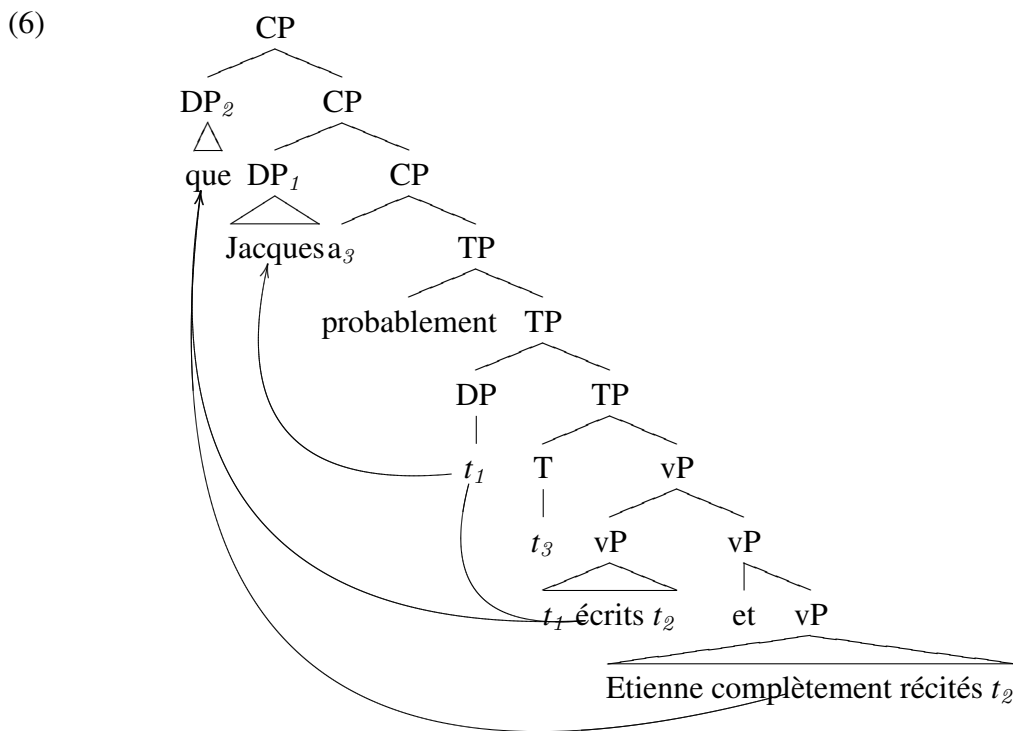 (6) CP
DP₂ CP
que DP₁ CP
Jacques a₃ TP
probablement TP
DP TP
t₁ T vP
t₃ vP vP
t₁ écrits t₂ et vP
Etienne complètement récités t₂